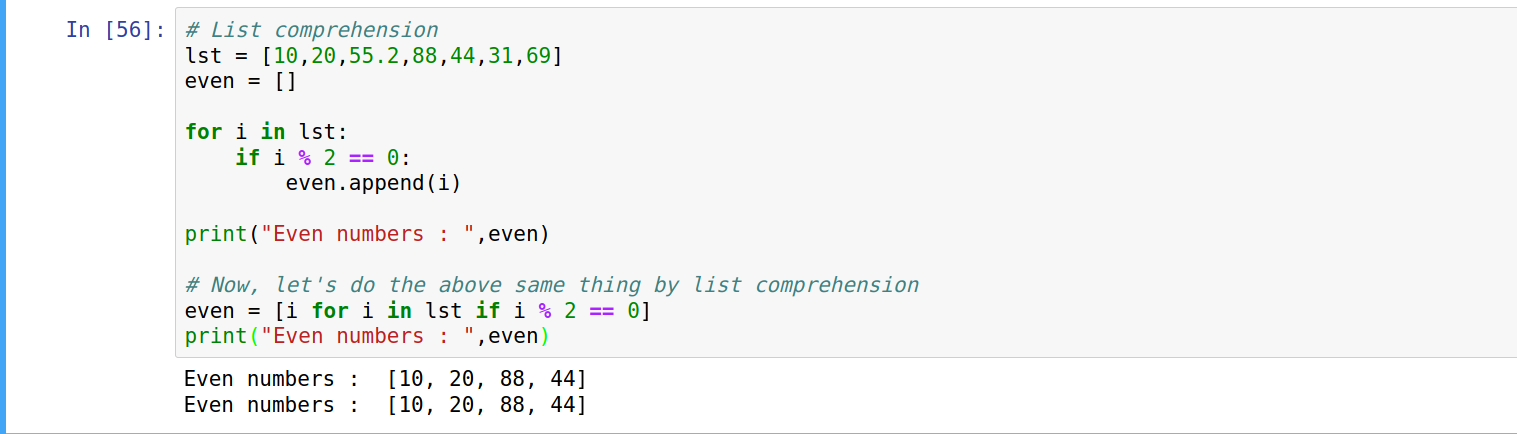 In [56]: # List comprehension
lst = [10,20,55.2,88,44,31,69]
even = []
for i in lst:
    if i % 2 == 0:
        even.append(i)
print("Even numbers : ",even)
# Now, let's do the above same thing by list comprehension
even = [i for i in lst if i % 2 == 0]
print("Even numbers : ",even)
Even numbers :  [10, 20, 88, 44]
Even numbers :  [10, 20, 88, 44]